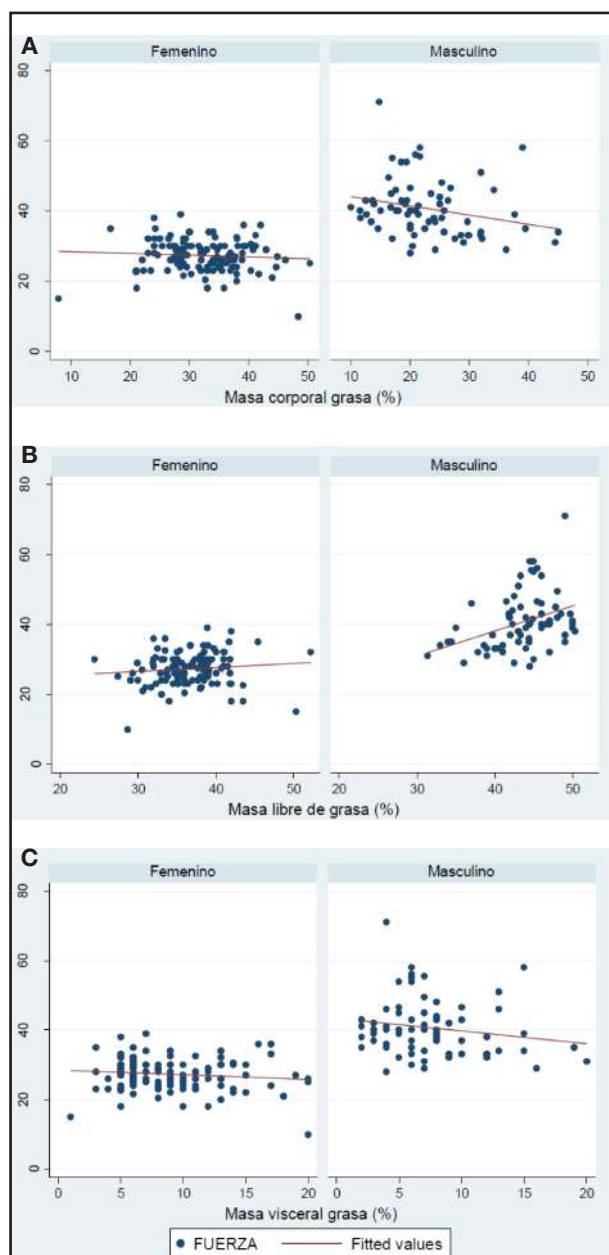 A
Femenino Masculino
80
60
40
20
0
10 20 30 40 50 10 20 30 40 50
Masa corporal grasa (%)
B
Femenino Masculino
80
60
40
20
0
20 30 40 50 20 30 40 50
Masa libre de grasa (%)
C
Femenino Masculino
80
60
40
20
0
0 5 10 15 20 0 5 10 15 20
Masa visceral grasa (%)
FUERZA Fitted values